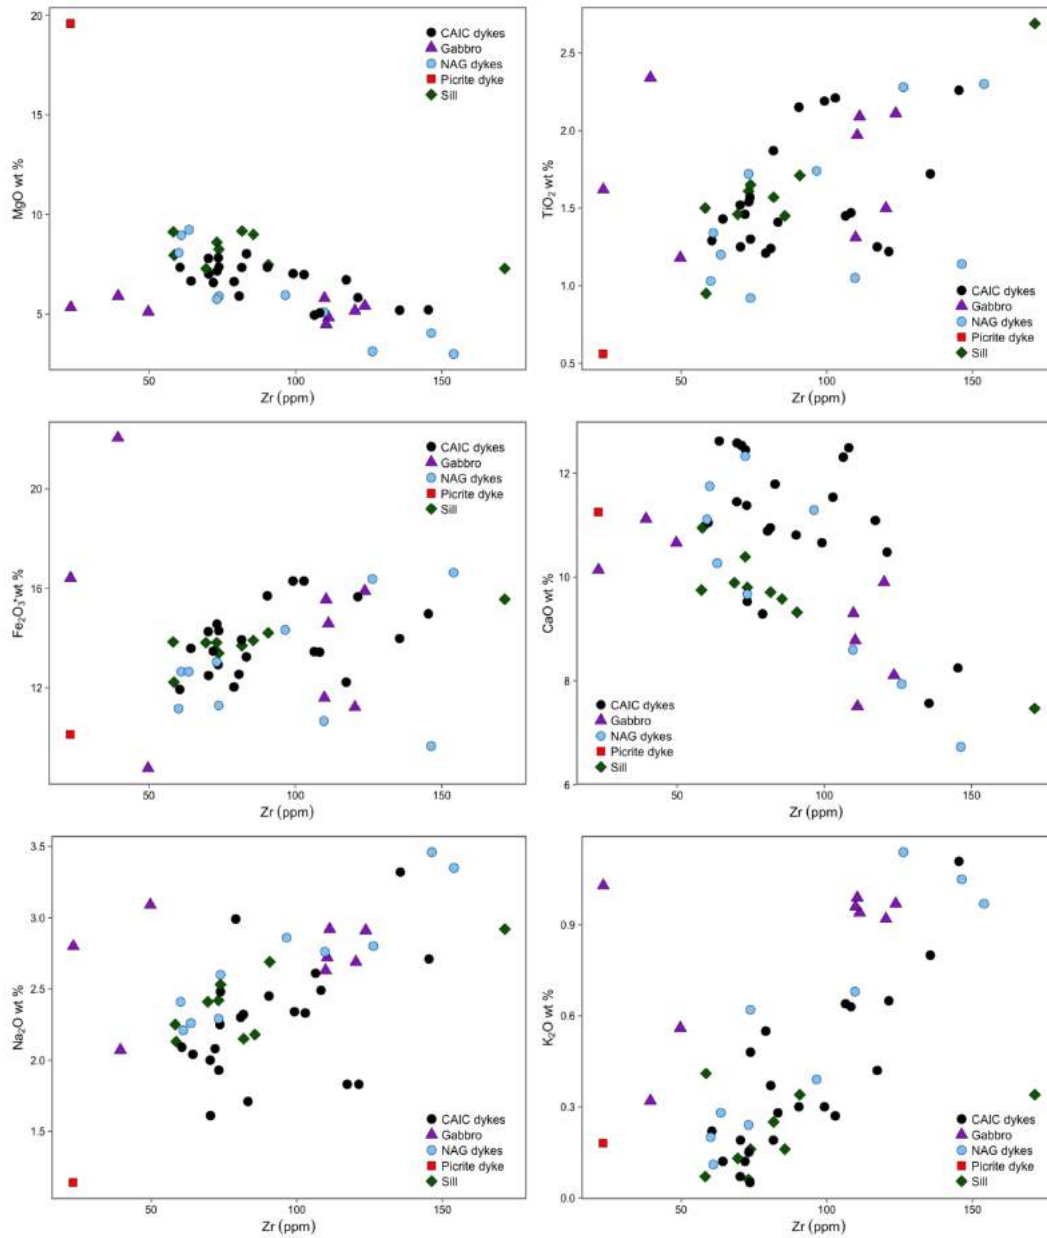 20
15
10
5
MgO wt %
CAIC dykes
Gabbro
NAG dykes
Picrite dyke
Sill
50
100
150
Zr (ppm)
2.5
2.0
1.5
1.0
0.5
TiO₂ wt %
CAIC dykes
Gabbro
NAG dykes
Picrite dyke
Sill
50
100
150
Zr (ppm)
20
16
12
Fe₂O₃* wt %
CAIC dykes
Gabbro
NAG dykes
Picrite dyke
Sill
50
100
150
Zr (ppm)
12
10
8
6
CaO wt %
CAIC dykes
Gabbro
NAG dykes
Picrite dyke
Sill
50
100
150
Zr (ppm)
3.5
3.0
2.5
2.0
1.5
Na₂O wt %
CAIC dykes
Gabbro
NAG dykes
Picrite dyke
Sill
50
100
150
Zr (ppm)
0.9
0.6
0.3
0.0
K₂O wt %
CAIC dykes
Gabbro
NAG dykes
Picrite dyke
Sill
50
100
150
Zr (ppm)